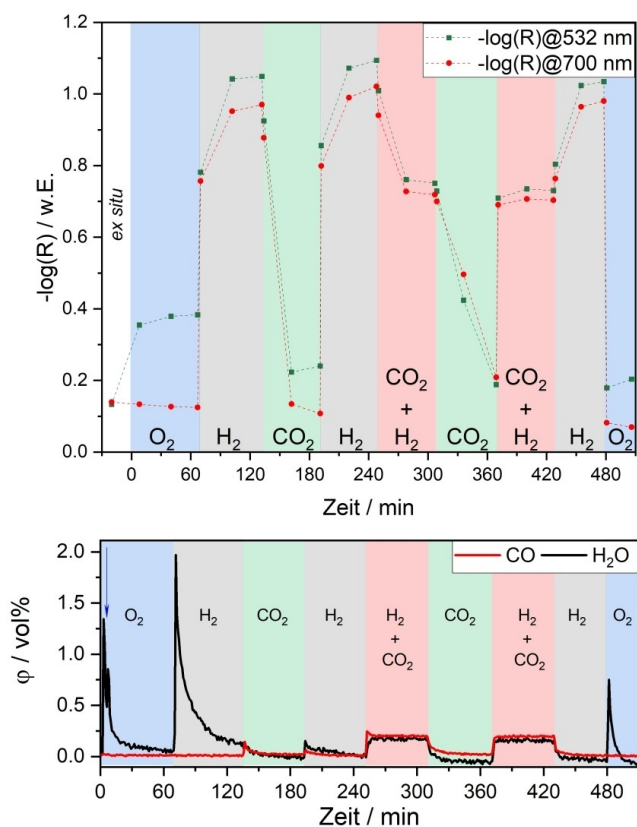 -log(R)@532 nm
-log(R)@700 nm
1.2
1.0
0.8
0.6
0.4
0.2
0.0
-log(R) / w.E.
ex situ
O₂
H₂
CO₂
H₂
CO₂
+
H₂
CO₂
CO₂
+
H₂
H₂
O₂
0 60 120 180 240 300 360 420 480
Zeit / min
CO H₂O
2.0
1.5
1.0
0.5
0.0
φ / vol%
O₂
H₂
CO₂
H₂
H₂
+
CO₂
CO₂
H₂
+
CO₂
H₂
O₂
0 60 120 180 240 300 360 420 480
Zeit / min